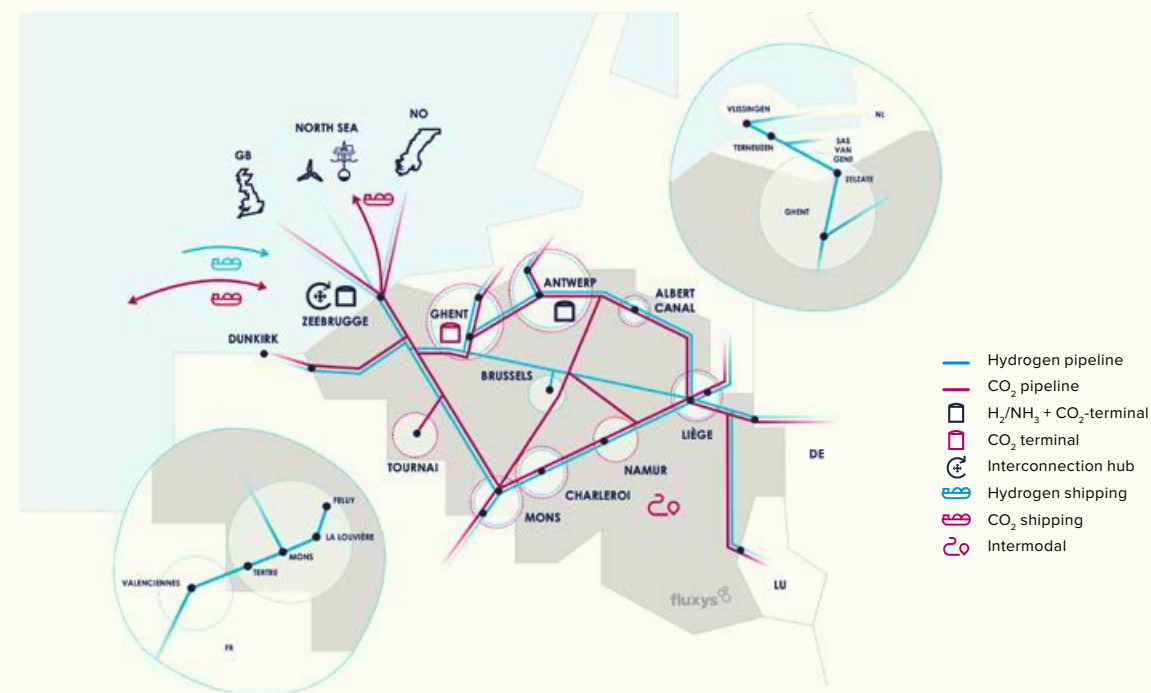 NO
NORTH SEA
GB
ZEEBRUGGE
DUNKIRK
GHENT
ANTWERP
ALBERT
CANAL
BRUSSELS
TOURNAI
LIÈGE
NAMUR
CHARLEROI
MONS
DE
LU
fluxys
VLISSINGEN
NL
TERNEUZEN
SAS
VAN
GENT
ZELZATE
GHENT
FELUY
LA LOUVIÈRE
MONS
TERTRE
VALENCIENNES
FR
Hydrogen pipeline
CO₂ pipeline
H₂/NH₃ + CO₂-terminal
CO₂ terminal
Interconnection hub
Hydrogen shipping
CO₂ shipping
Intermodal